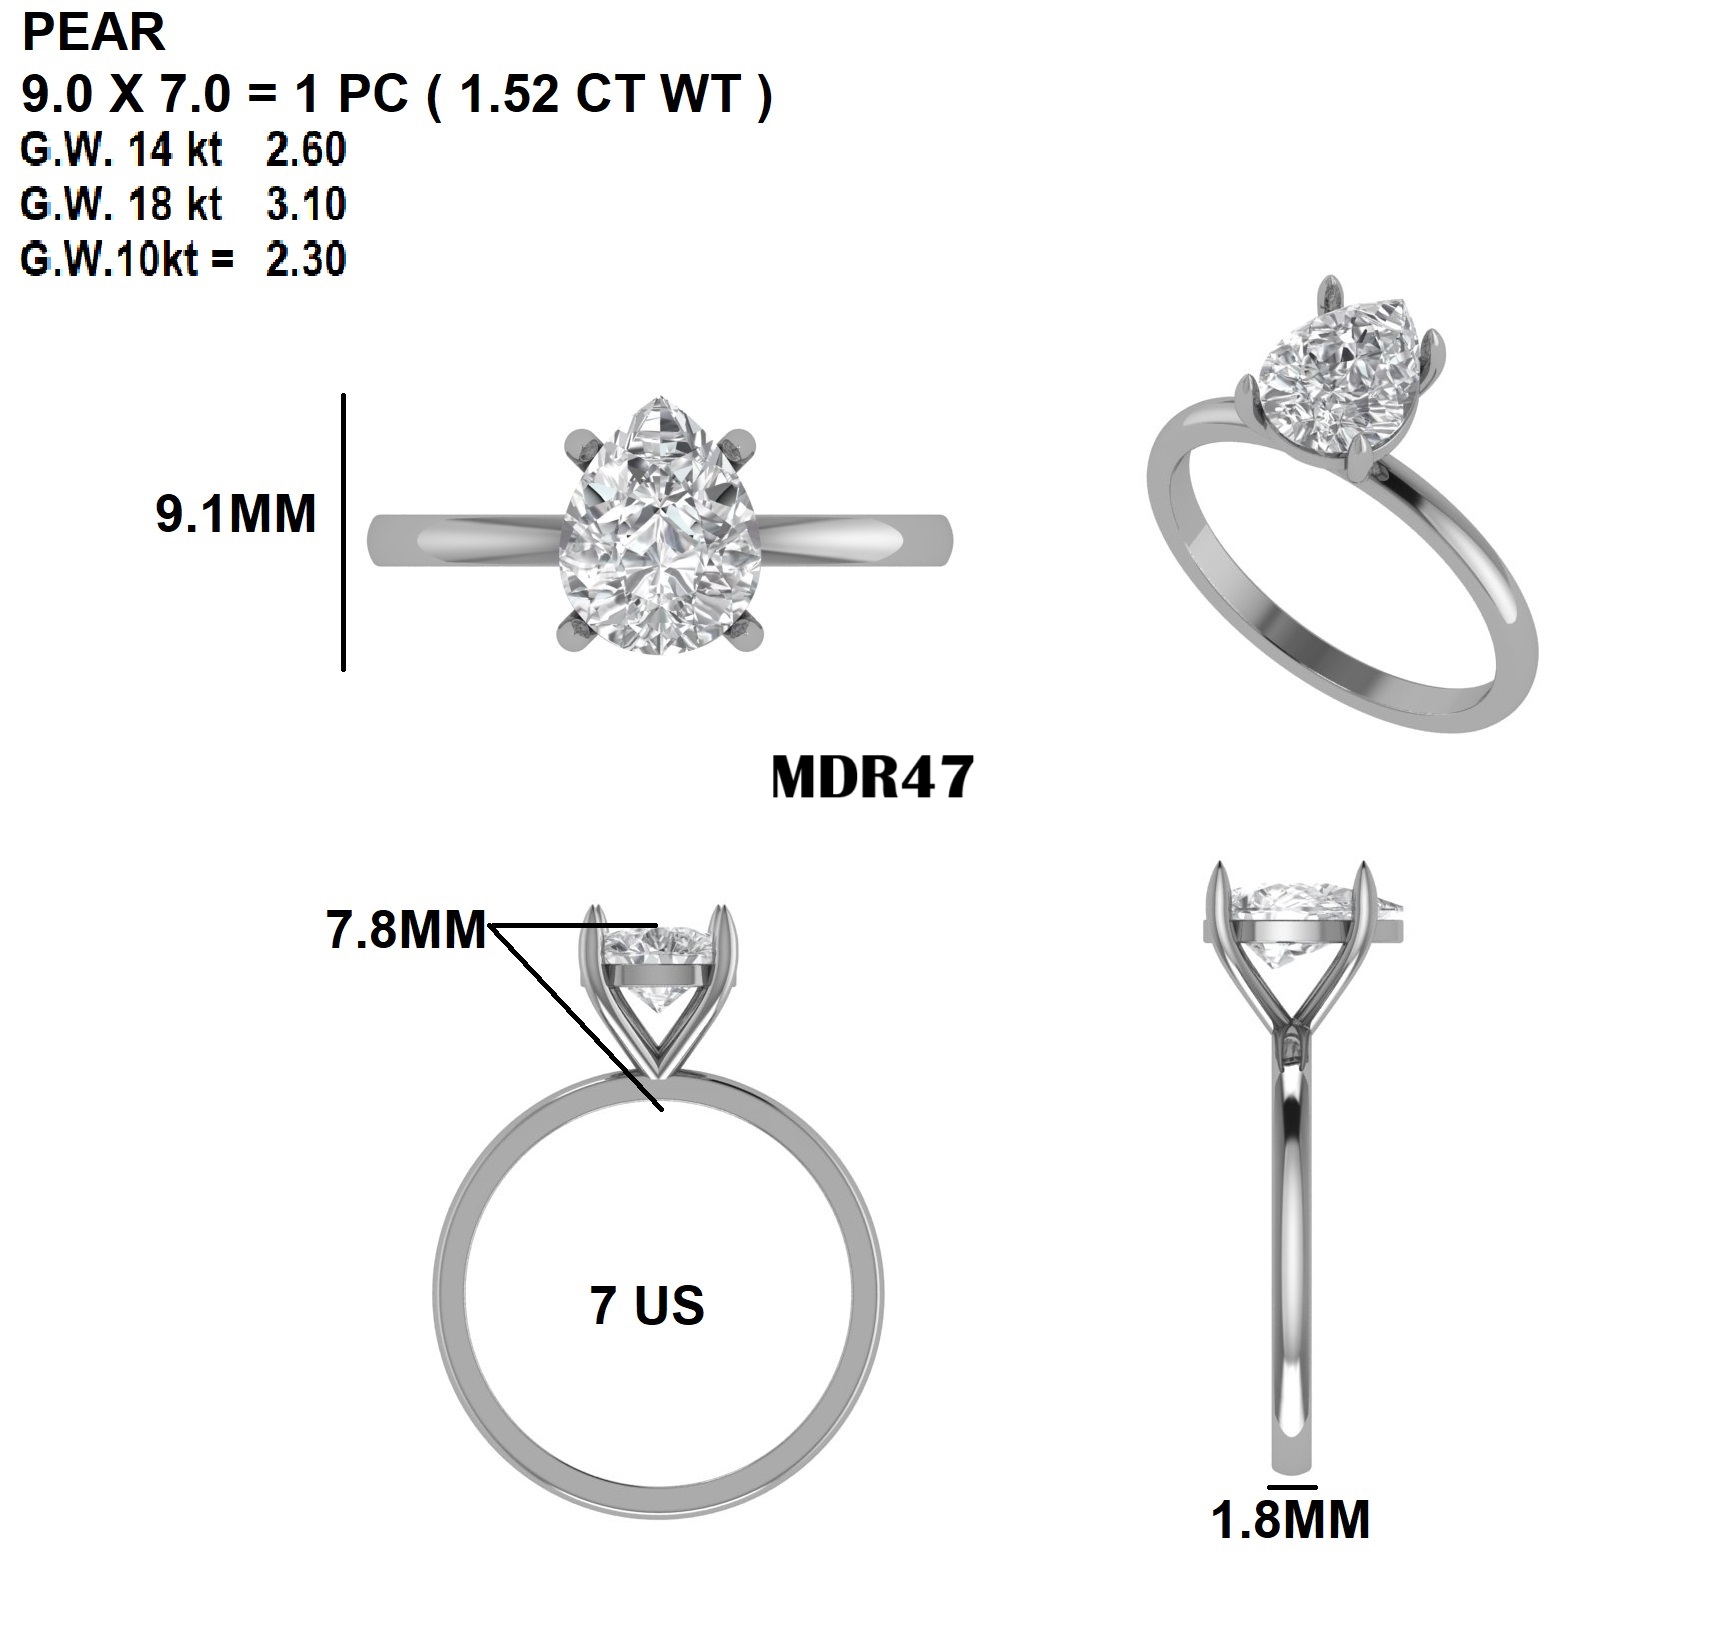 PEAR
9.0 X 7.0 = 1 PC ( 1.52 CT WT )
G.W. 14 kt 2.60
G.W. 18 kt 3.10
G.W.10kt = 2.30
9.1MM
MDR47
7.8MM
7 US
1.8MM